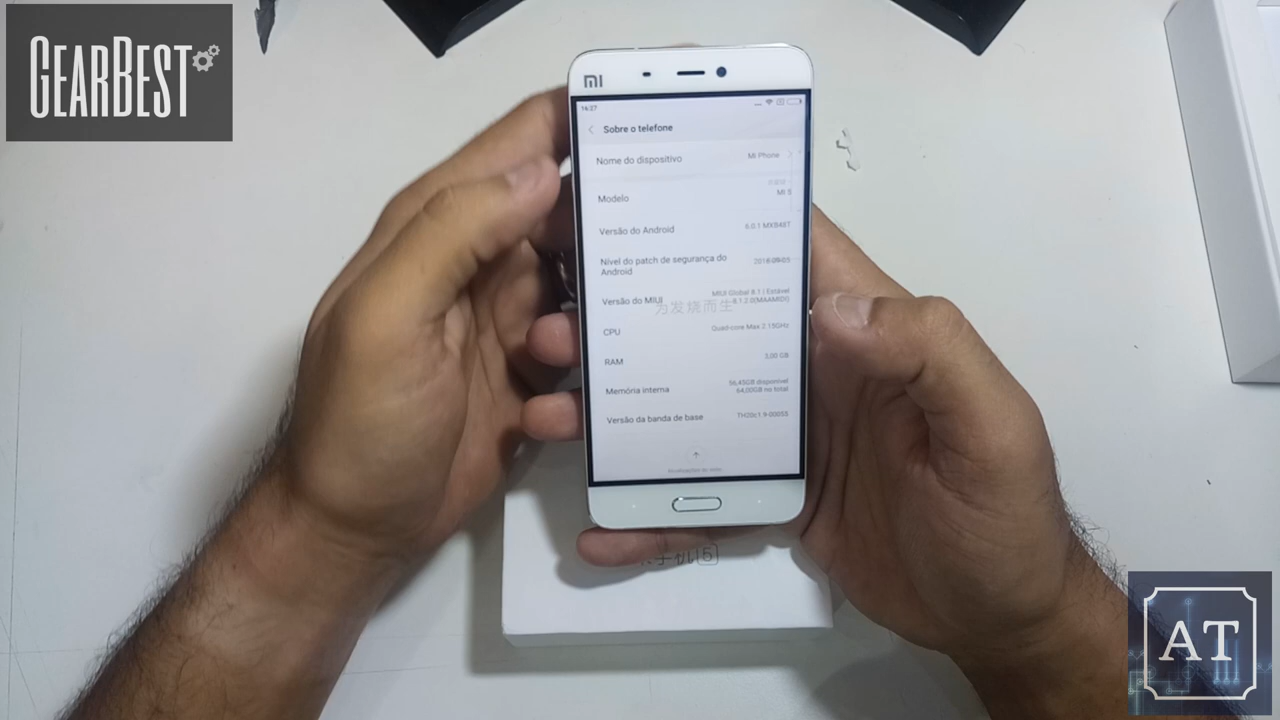 GEARBEST
MI
14:27
Sobre o telefone
Nome do dispositivo
MI Phone
Modelo
MI 5
Versão do Android
6.0.1 MXB48T
Nível do patch de segurança do
Android
Versão do MIUI
MIUI Global 8.1 | Estável
8.1.2.0(MAAMIDI)
为发烧而生
CPU
Quad-core Max 2.15GHz
RAM
3,00 GB
Memória interna
56,45GB disponível
64,00GB no total
Versão da banda de base
手机5
AT